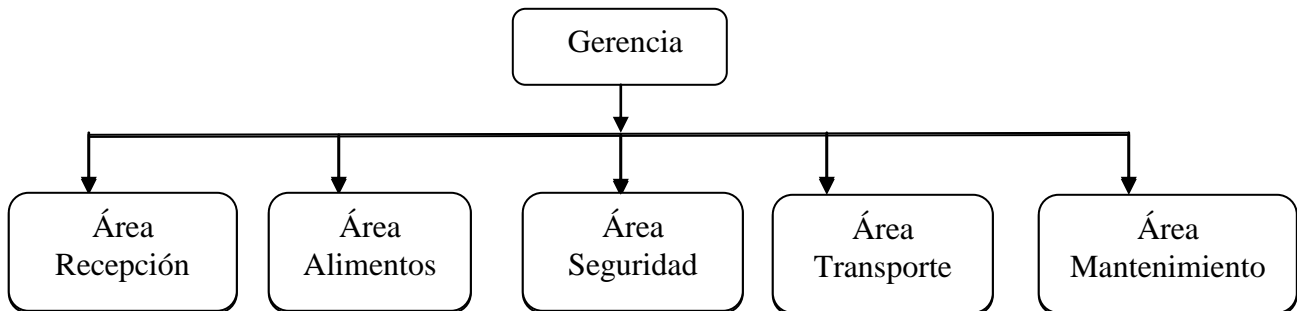 Gerencia
Área
Recepción
Área
Alimentos
Área
Seguridad
Área
Transporte
Área
Mantenimiento